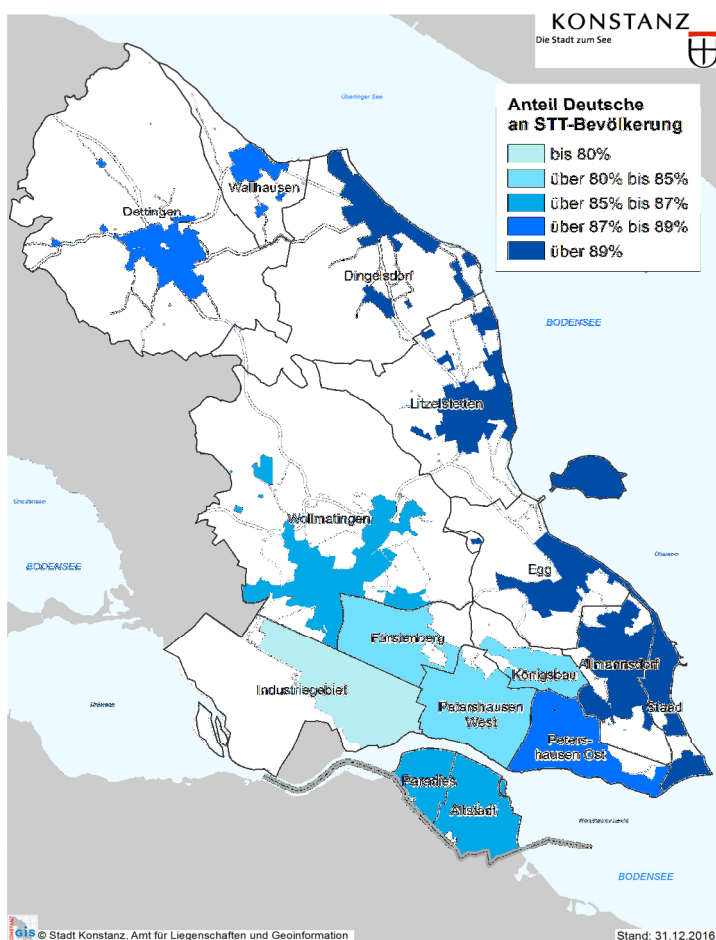 KONSTANZ
Die Stadt zum See
Anteil Deutsche
an STT-Bevölkerung
bis 80%
über 80% bis 85%
über 85% bis 87%
über 87% bis 89%
über 89%
Überlinger See
Wallhausen
Dettingen
Dingelsdorf
BODENSEE
Litzelstetten
Wollmatingen
BODENSEE
Egg
Fürstenberg
Allmannsdorf
Königsbau
Industriegebiet
Staad
Petershausen
West
Peters-
hausen Ost
Paradies
Altstadt
BODENSEE
GIS © Stadt Konstanz, Amt für Liegenschaften und Geoinformation
Stand: 31.12.2016